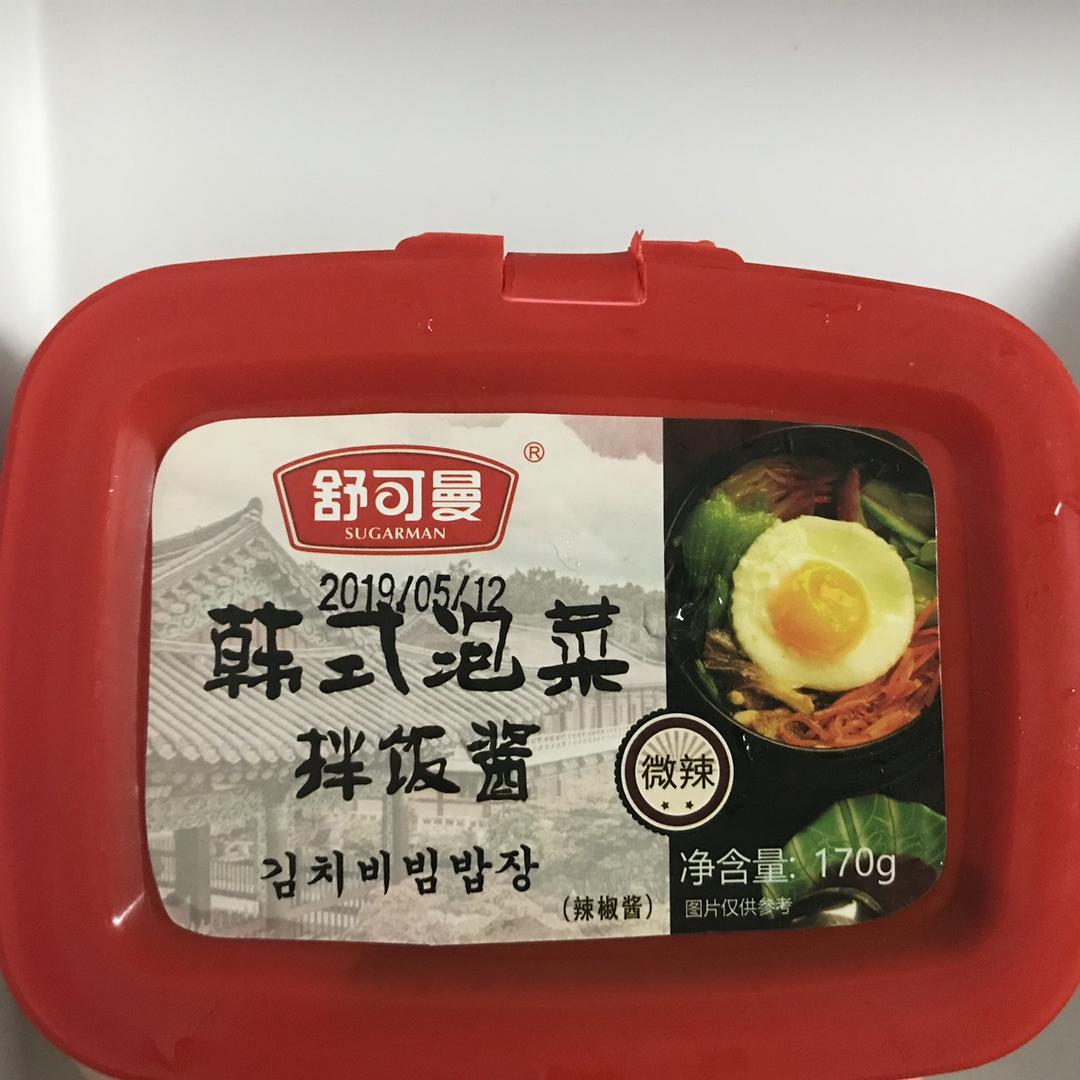 舒可曼®
SUGARMAN
2019/05/12
韩式泡菜
拌饭酱
김치비빔밥장
(辣椒酱)
微辣
净含量: 170g
图片仅供参考